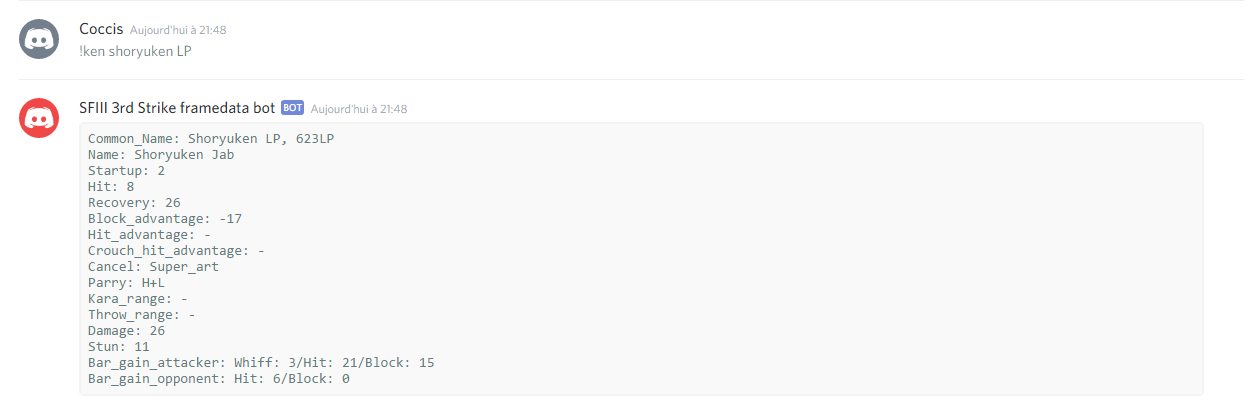 Coccis Aujourd'hui à 21:48
!ken shoryuken LP
SFIII 3rd Strike framedata bot BOT Aujourd'hui à 21:48
Common_Name: Shoryuken LP, 623LP
Name: Shoryuken Jab
Startup: 2
Hit: 8
Recovery: 26
Block_advantage: -17
Hit_advantage: -
Crouch_hit_advantage: -
Cancel: Super_art
Parry: H+L
Kara_range: -
Throw_range: -
Damage: 26
Stun: 11
Bar_gain_attacker: Whiff: 3/Hit: 21/Block: 15
Bar_gain_opponent: Hit: 6/Block: 0